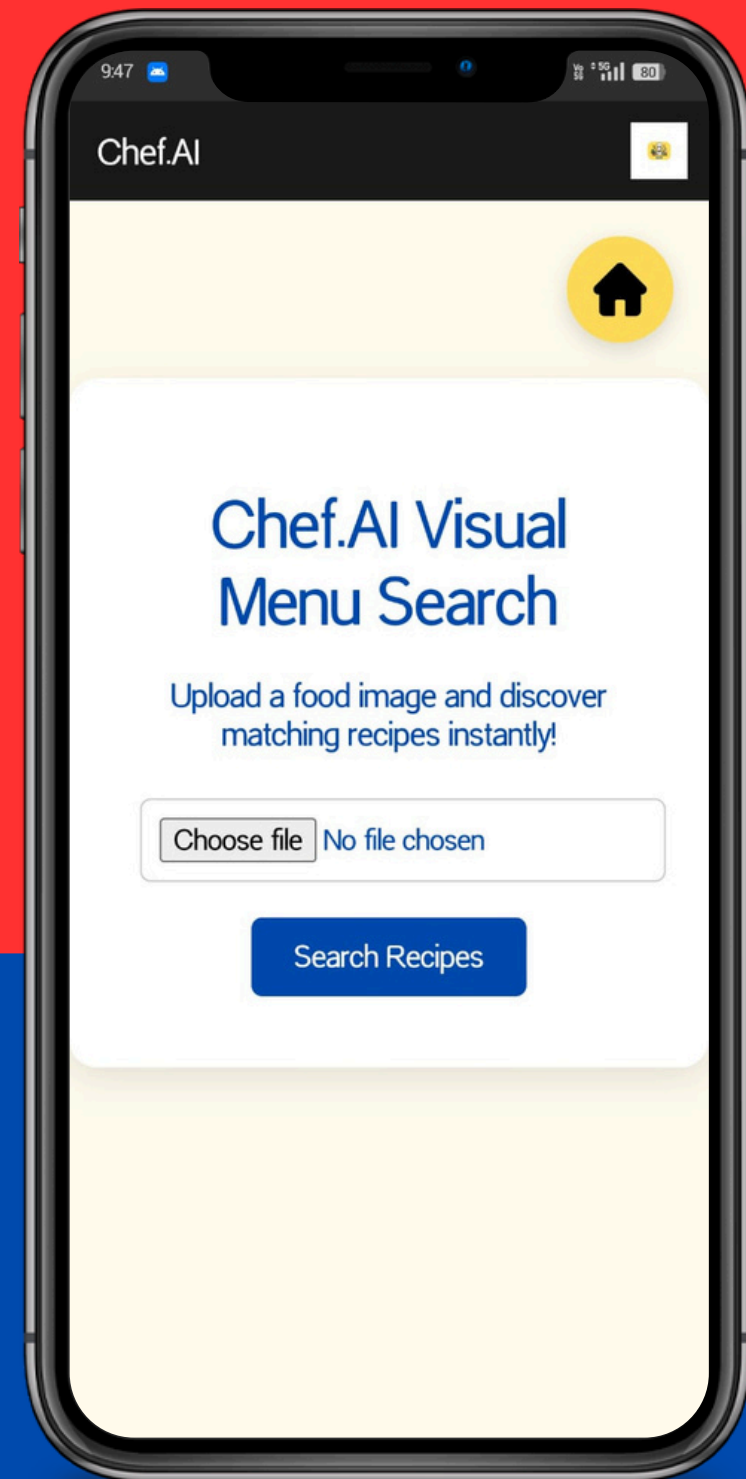 9:47
5G 80
Chef.AI
Chef.AI Visual
Menu Search
Upload a food image and discover
matching recipes instantly!
Choose file No file chosen
Search Recipes